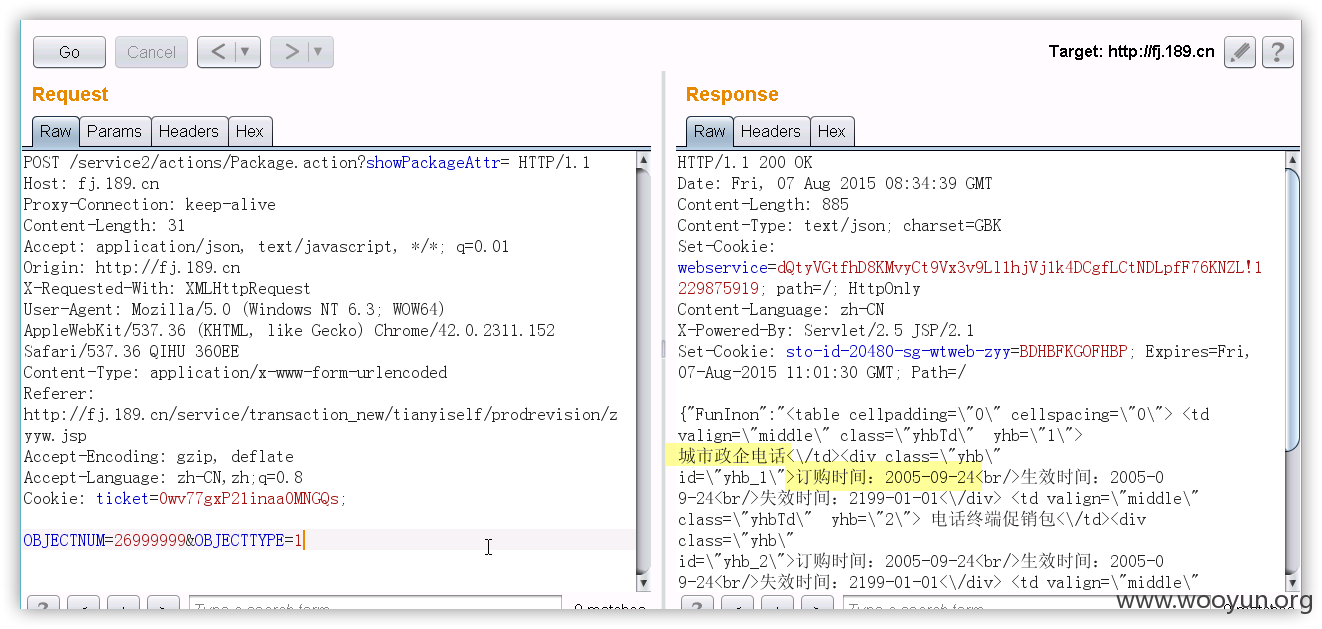 Go
Cancel
< ▼
> ▼
Target: http://fj.189.cn
?
Request
Raw Params Headers Hex
POST /service2/actions/Package.action?showPackageAttr= HTTP/1.1
Host: fj.189.cn
Proxy-Connection: keep-alive
Content-Length: 31
Accept: application/json, text/javascript, */*; q=0.01
Origin: http://fj.189.cn
X-Requested-With: XMLHttpRequest
User-Agent: Mozilla/5.0 (Windows NT 6.3; WOW64)
AppleWebKit/537.36 (KHTML, like Gecko) Chrome/42.0.2311.152
Safari/537.36 QIHU 360EE
Content-Type: application/x-www-form-urlencoded
Referer:
http://fj.189.cn/service/transaction_new/tianyiself/prodrevision/z
yyw.jsp
Accept-Encoding: gzip, deflate
Accept-Language: zh-CN,zh;q=0.8
Cookie: ticket=0wv77gxP21inaa0MNGQs;
OBJECTNUM=26999999&OBJECTTYPE=1
Response
Raw Headers Hex
HTTP/1.1 200 OK
Date: Fri, 07 Aug 2015 08:34:39 GMT
Content-Length: 885
Content-Type: text/json; charset=GBK
Set-Cookie:
webservice=dQtyVGtfhD8KMvyCt9Vx3v9Ll1hjVj1k4DCgfLCtNDLpfF76KNZL!1
229875919; path=/; HttpOnly
Content-Language: zh-CN
X-Powered-By: Servlet/2.5 JSP/2.1
Set-Cookie: sto-id-20480-sg-wtweb-zyy=BDHBFKGOFHBP; Expires=Fri,
07-Aug-2015 11:01:30 GMT; Path=/
{"FunInon":"<table cellpadding=\"0\" cellspacing=\"0\"> <td
valign=\"middle\" class=\"yhbTd\"  yhb=\"1\">
城市政企电话<\/td><div class=\"yhb\"
id=\"yhb_1\">订购时间：2005-09-24<br/>生效时间：2005-0
9-24<br/>失效时间：2199-01-01<\/div> <td valign=\"middle\"
class=\"yhbTd\"  yhb=\"2\"> 电话终端促销包<\/td><div
class=\"yhb\"
id=\"yhb_2\">订购时间：2005-09-24<br/>生效时间：2005-0
9-24<br/>失效时间：2199-01-01<\/div> <td valign=\"middle\"
www.wooyun.org